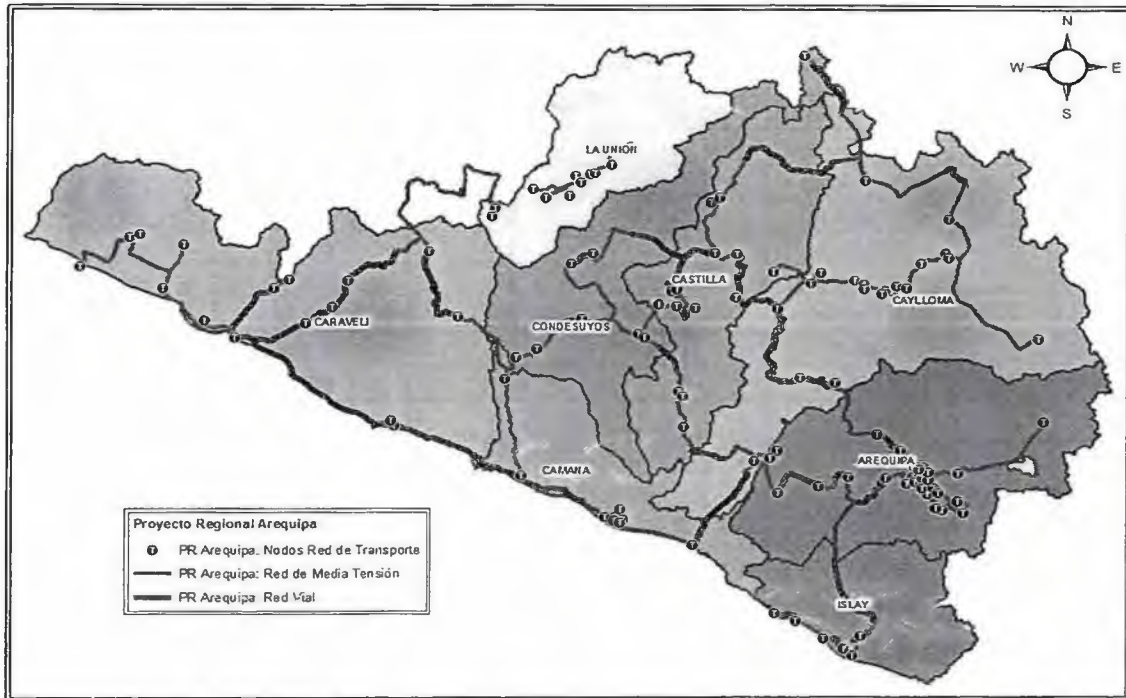 N
W E
S
LA UNIÓN
CASTILLA
CAYLLOMA
CARAVELI
CONDESUYOS
AREQUIPA
CAMANA
ISLAY
Proyecto Regional Arequipa
T PR Arequipa: Nodos Red de Transporte
PR Arequipa: Red de Media Tensión
PR Arequipa: Red Vial